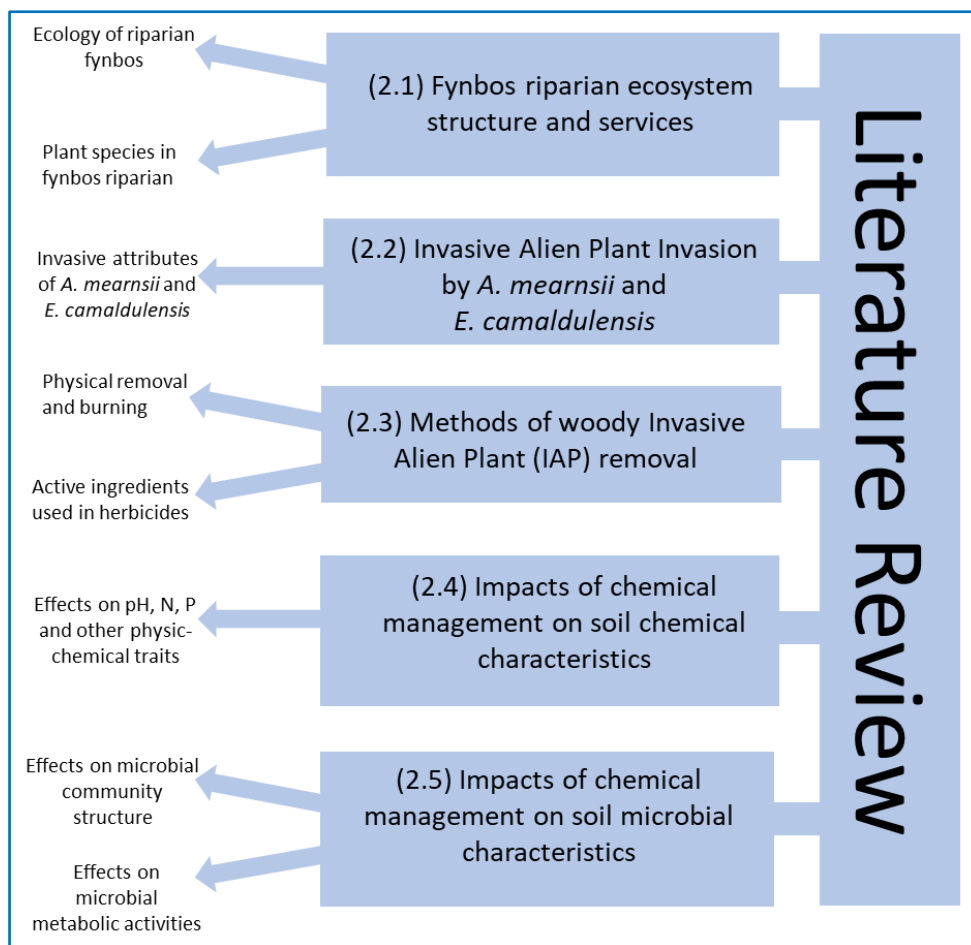 Literature Review
(2.1) Fynbos riparian ecosystem
structure and services
Ecology of riparian
fynbos
Plant species in
fynbos riparian
(2.2) Invasive Alien Plant Invasion
by A. mearnsii and
E. camaldulensis
Invasive attributes
of A. mearnsii and
E. camaldulensis
(2.3) Methods of woody Invasive
Alien Plant (IAP) removal
Physical removal
and burning
Active ingredients
used in herbicides
(2.4) Impacts of chemical
management on soil chemical
characteristics
Effects on pH, N, P
and other physic-
chemical traits
(2.5) Impacts of chemical
management on soil microbial
characteristics
Effects on microbial
community
structure
Effects on
microbial
metabolic activities